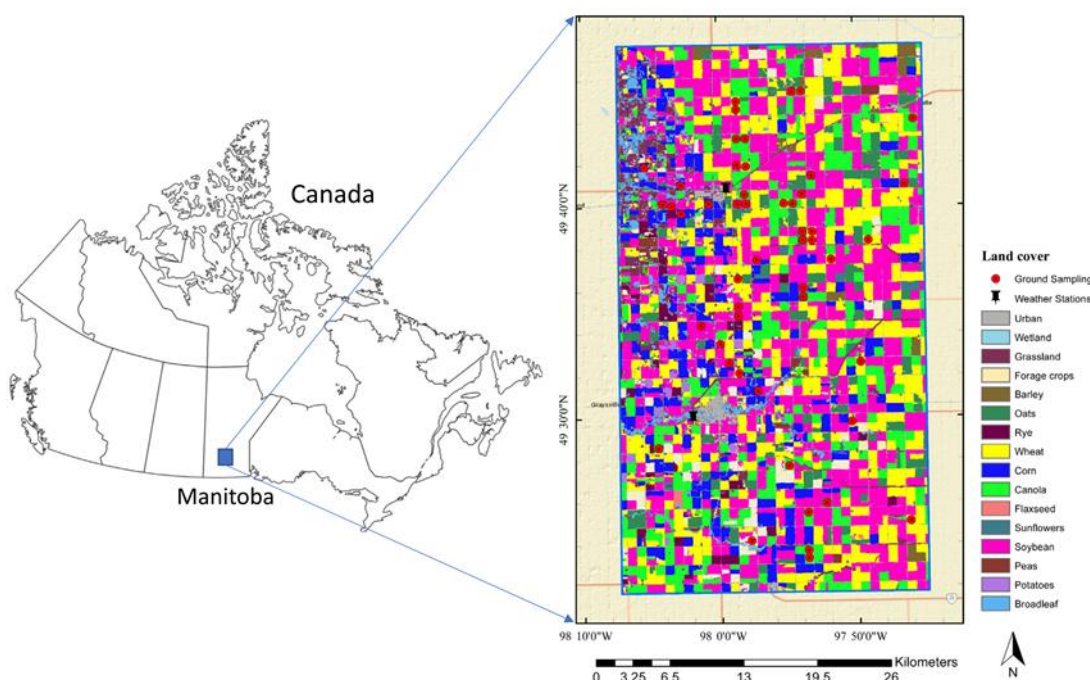 Canada
Manitoba
49 40'0"N
49 30'0"N
98 10'0"W
98 0'0"W
97 50'0"W
Kilometers
0 3.25 6.5 13 19.5 26
Land cover
Ground Sampling
Weather Stations
Urban
Wetland
Grassland
Forage crops
Barley
Oats
Rye
Wheat
Corn
Canola
Flaxseed
Sunflowers
Soybean
Peas
Potatoes
Broadleaf
N